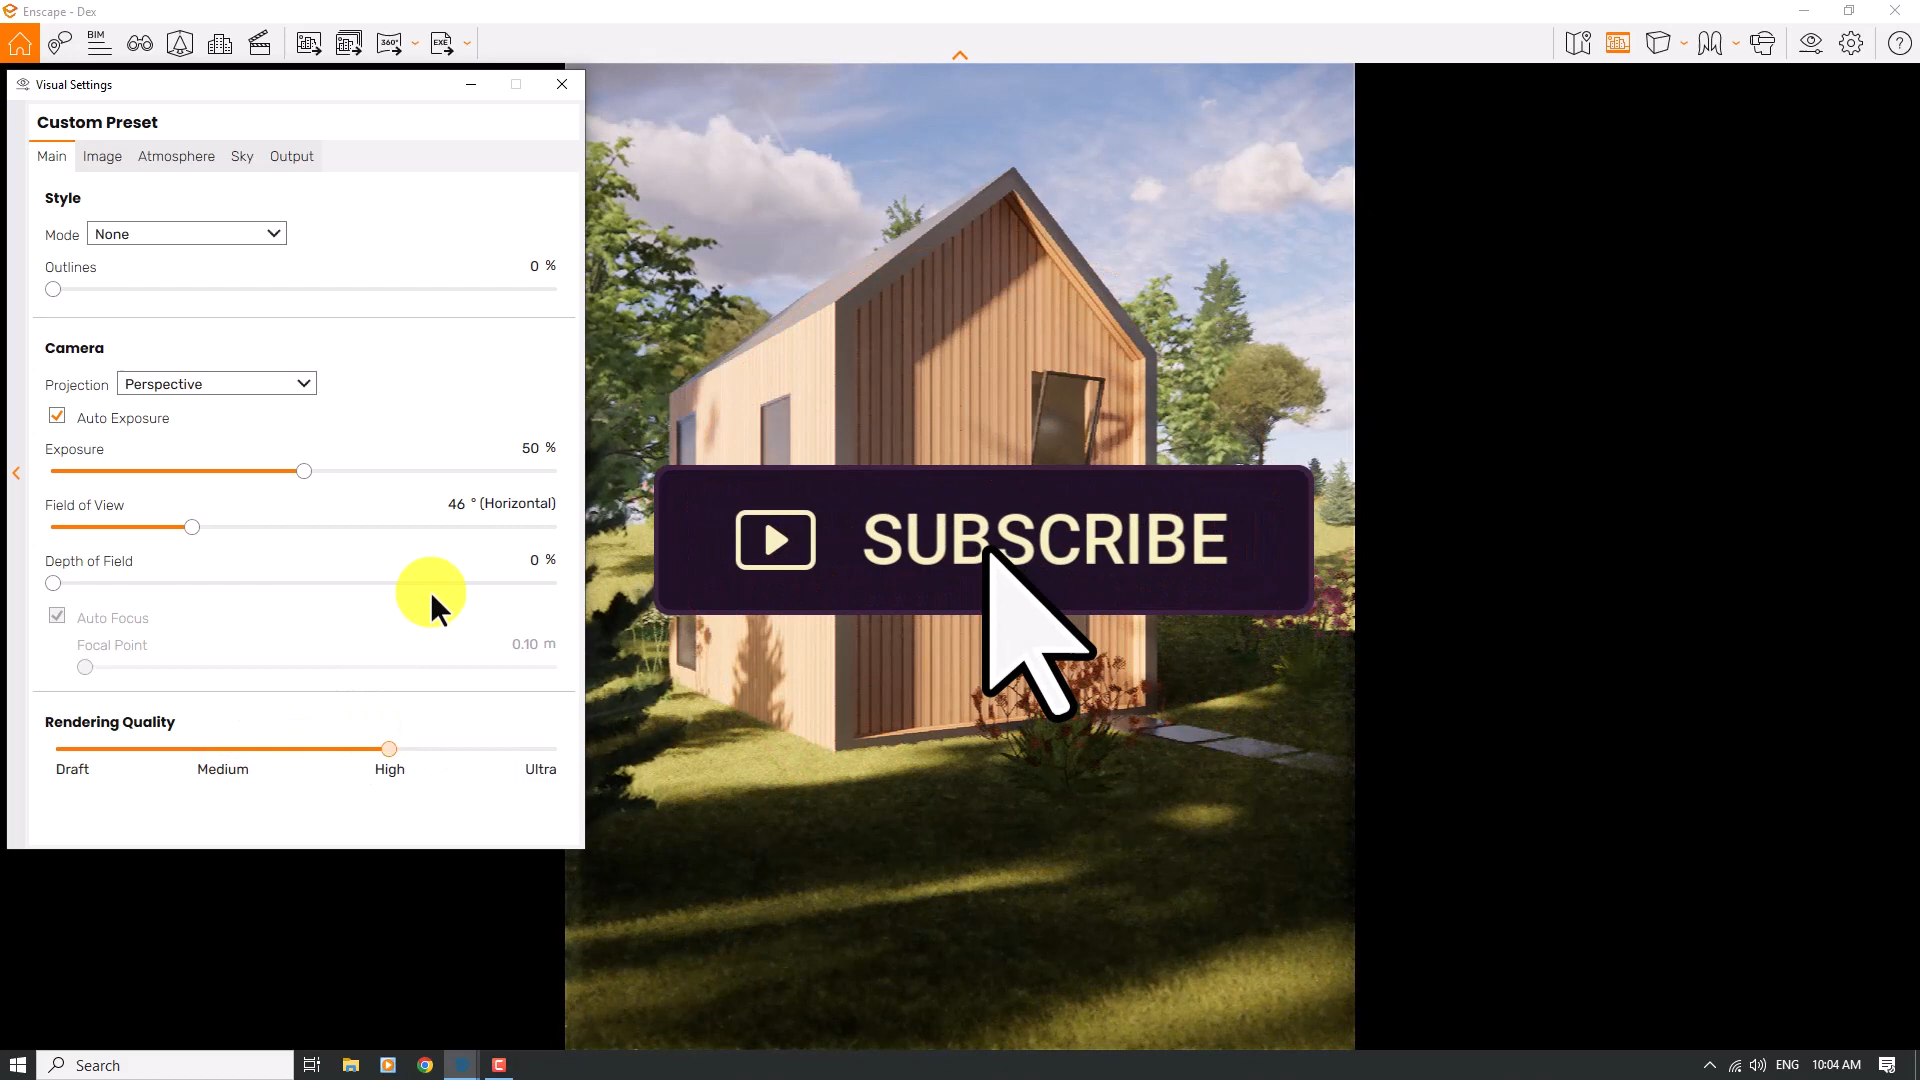 Enscape - Dex
BIM
360°
EXE
Visual Settings
Custom Preset
Main Image Atmosphere Sky Output
Style
Mode None
Outlines 0 %
Camera
Projection Perspective
Auto Exposure
Exposure 50 %
Field of View 46 ° (Horizontal)
Depth of Field 0 %
Auto Focus
Focal Point 0.10 m
Rendering Quality
Draft Medium High Ultra
SUBSCRIBE
Search
ENG 10:04 AM